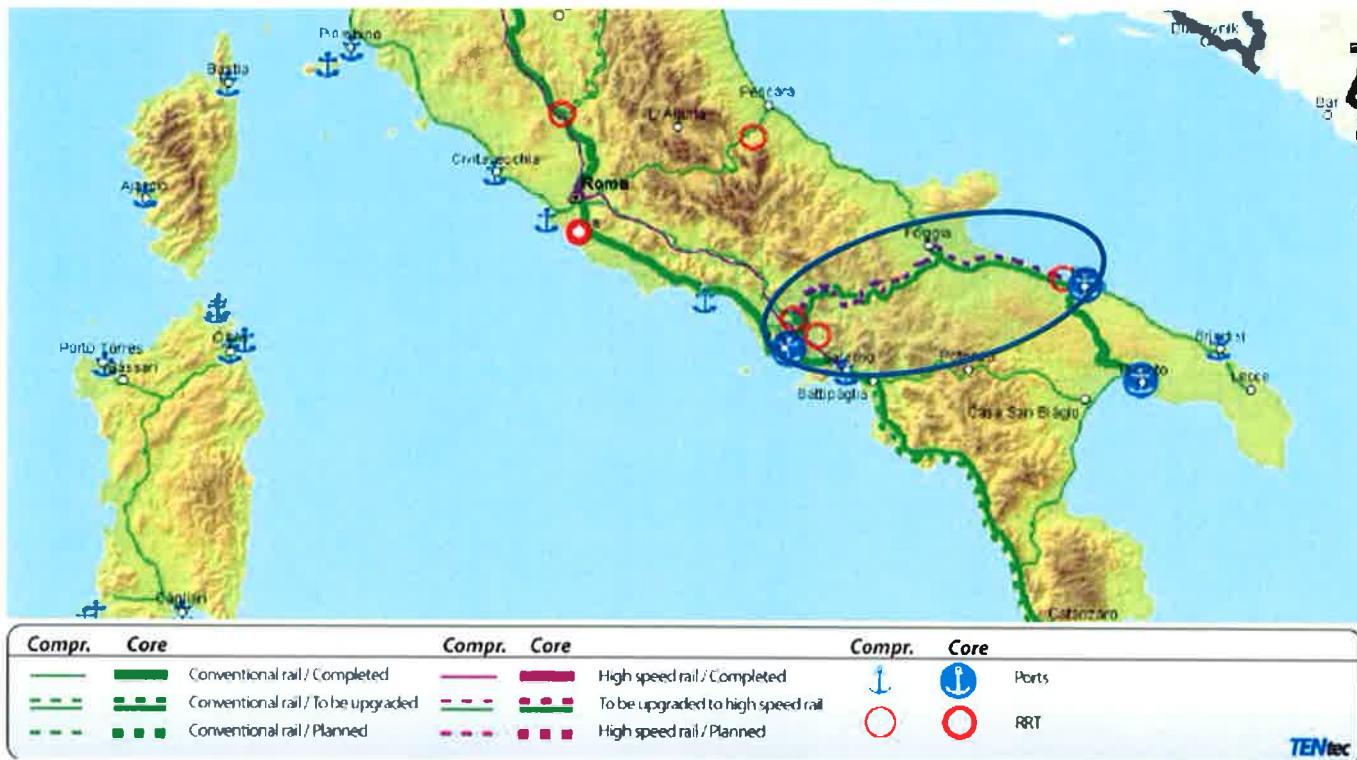 Piombino
Bastia
Pescara
L'Aquila
Bar
Civitavecchia
Ajaccio
Roma
Foggia
Porto Torres
Sassari
Olbia
Salerno
Potenza
Brindisi
Lecce
Battipaglia
Casa San Biagio
Cagliari
Catanzaro
Compr. Core Compr. Core Compr. Core
Conventional rail / Completed High speed rail / Completed Ports
Conventional rail / To be upgraded To be upgraded to high speed rail
Conventional rail / Planned High speed rail / Planned RRT
TENtec